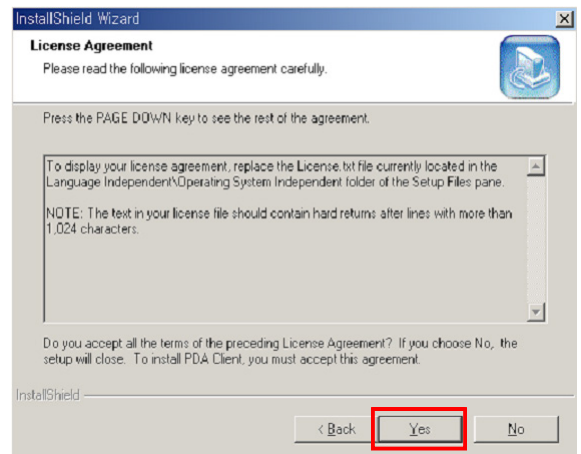 InstallShield Wizard
License Agreement
Please read the following license agreement carefully.
Press the PAGE DOWN key to see the rest of the agreement.
To display your license agreement, replace the License.txt file currently located in the
Language Independent\Operating System Independent folder of the Setup Files pane.
NOTE: The text in your license file should contain hard returns after lines with more than
1,024 characters.
Do you accept all the terms of the preceding License Agreement? If you choose No, the
setup will close. To install PDA Client, you must accept this agreement.
InstallShield
< Back Yes No